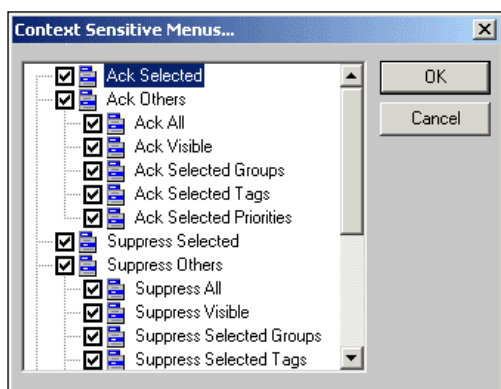 Context Sensitive Menus...
Ack Selected
Ack Others
Ack All
Ack Visible
Ack Selected Groups
Ack Selected Tags
Ack Selected Priorities
Suppress Selected
Suppress Others
Suppress All
Suppress Visible
Suppress Selected Groups
Suppress Selected Tags
OK
Cancel